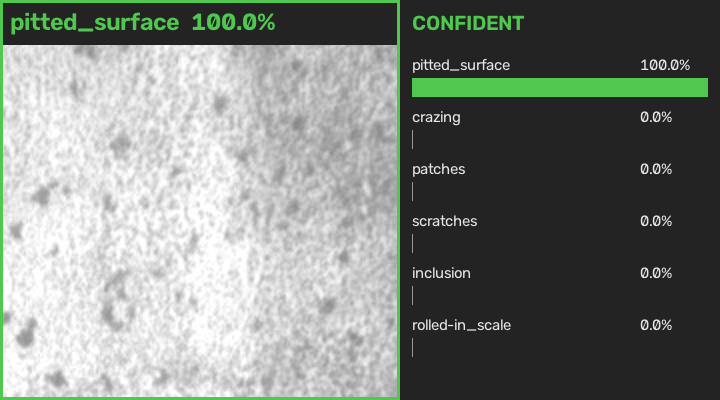 pitted_surface 100.0%
CONFIDENT
pitted_surface 100.0%
crazing 0.0%
patches 0.0%
scratches 0.0%
inclusion 0.0%
rolled-in_scale 0.0%